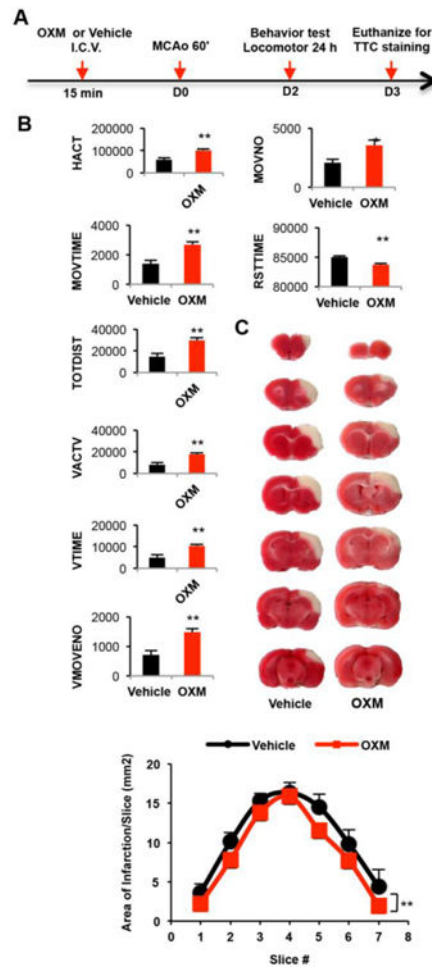 A
OXM or Vehicle
I.C.V.
MCAo 60'
Behavior test
Locomotor 24 h
Euthanize for
TTC staining
15 min
D0
D2
D3
B
HACT
100000
50000
0
**
OXM
MOVNO
5000
0
*
Vehicle
OXM
MOVTIME
4000
2000
0
**
Vehicle
OXM
RSTTIME
90000
85000
80000
**
Vehicle
OXM
TOTDIST
40000
20000
0
**
OXM
C
VACTV
40000
20000
0
**
OXM
VTIME
20000
10000
0
**
OXM
VMOVENO
2000
1000
0
**
Vehicle
OXM
Vehicle
OXM
Vehicle
OXM
Area of Infarction/Slice (mm2)
20
15
10
5
0
**
0 1 2 3 4 5 6 7 8
Slice #